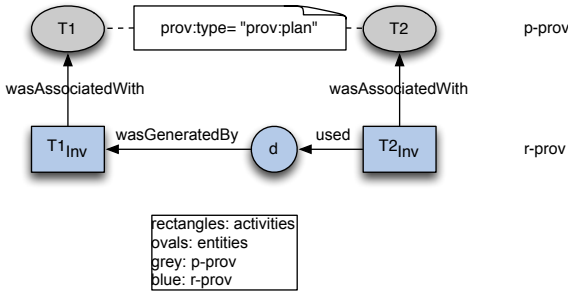 T1
prov:type= "prov:plan"
T2
p-prov
wasAssociatedWith
wasAssociatedWith
T1Inv
wasGeneratedBy
d
used
T2Inv
r-prov
rectangles: activities
ovals: entities
grey: p-prov
blue: r-prov